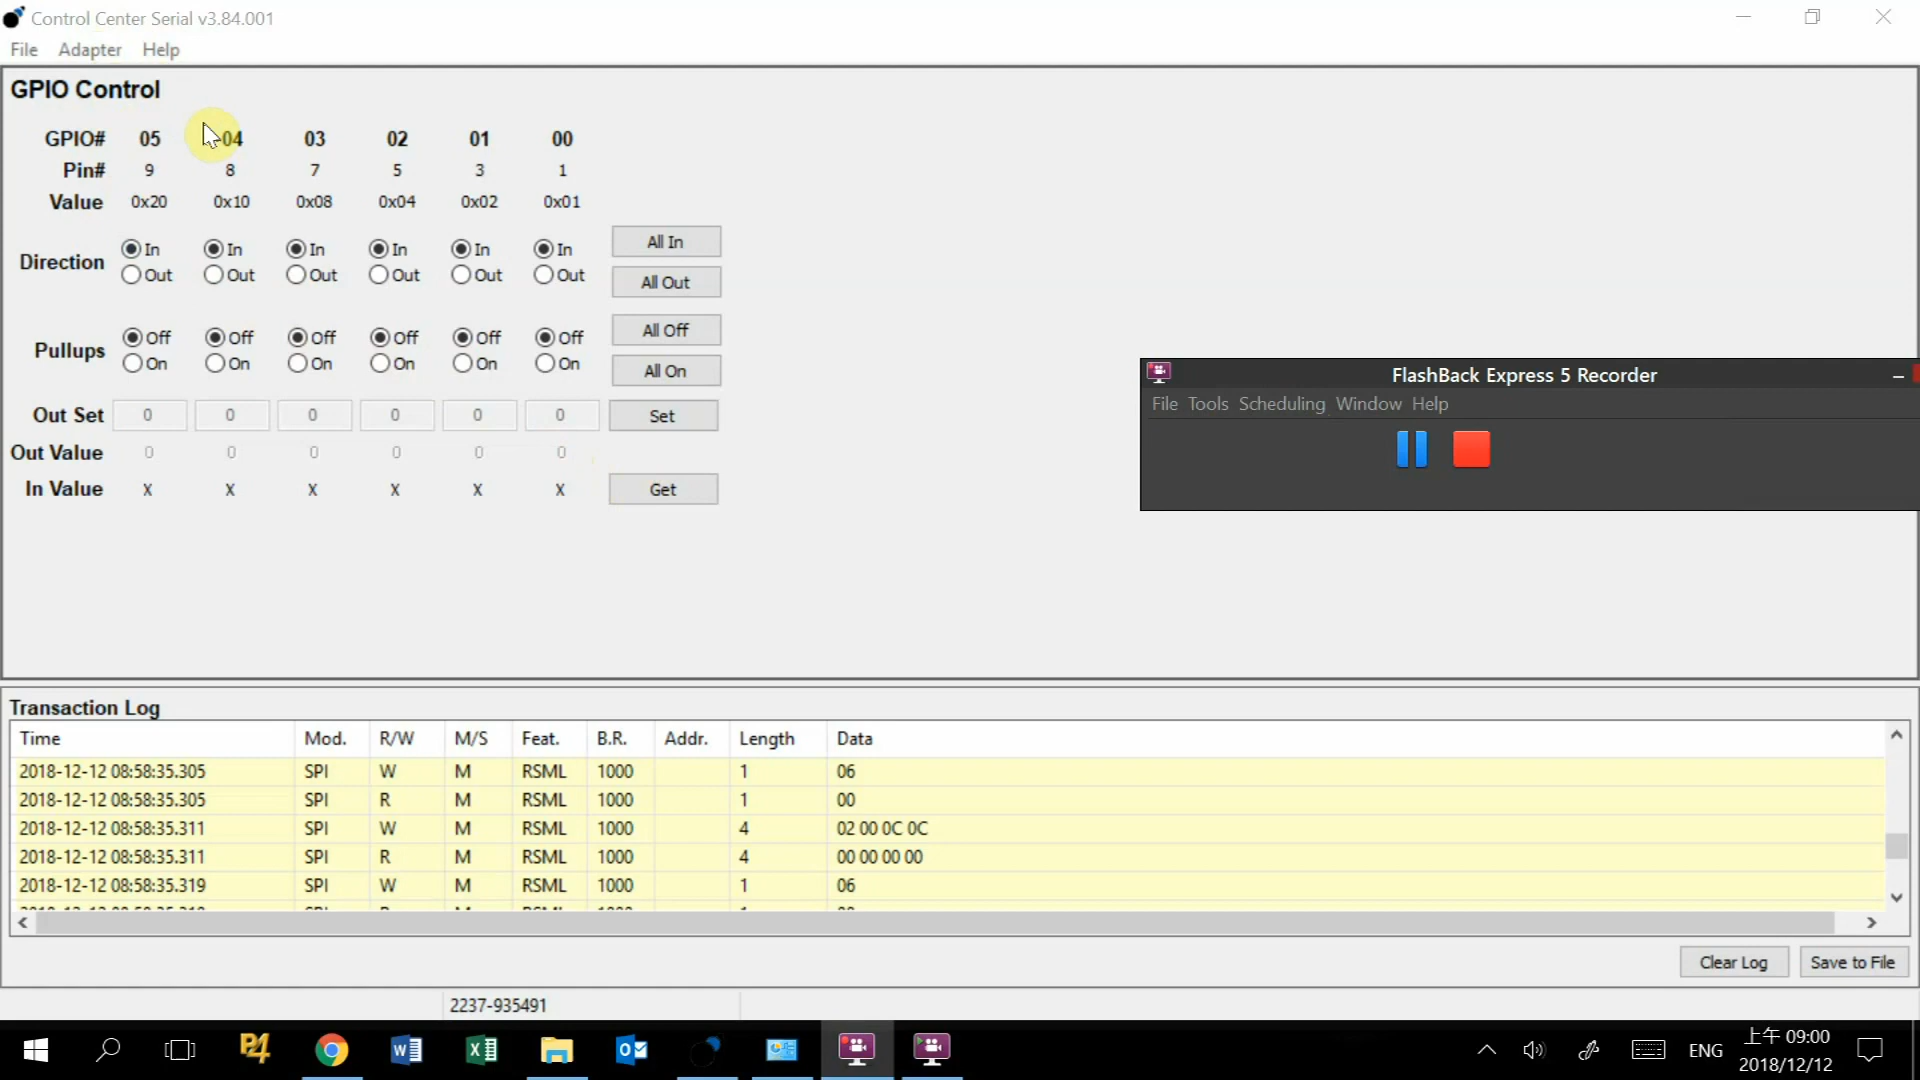 Control Center Serial v3.84.001
File Adapter Help
GPIO Control
GPIO# 05 04 03 02 01 00
Pin# 9 8 7 5 3 1
Value 0x20 0x10 0x08 0x04 0x02 0x01
Direction
In In In In In In
Out Out Out Out Out Out
All In
All Out
Pullups
Off Off Off Off Off Off
On On On On On On
All Off
All On
Out Set 0 0 0 0 0 0 Set
Out Value 0 0 0 0 0 0
In Value X X X X X X Get
FlashBack Express 5 Recorder
File Tools Scheduling Window Help
Transaction Log
Time Mod. R/W M/S Feat. B.R. Addr. Length Data
2018-12-12 08:58:35.305 SPI W M RSML 1000 1 06
2018-12-12 08:58:35.305 SPI R M RSML 1000 1 00
2018-12-12 08:58:35.311 SPI W M RSML 1000 4 02 00 0C 0C
2018-12-12 08:58:35.311 SPI R M RSML 1000 4 00 00 00 00
2018-12-12 08:58:35.319 SPI W M RSML 1000 1 06
Clear Log Save to File
2237-935491
P4
ENG
上午 09:00
2018/12/12